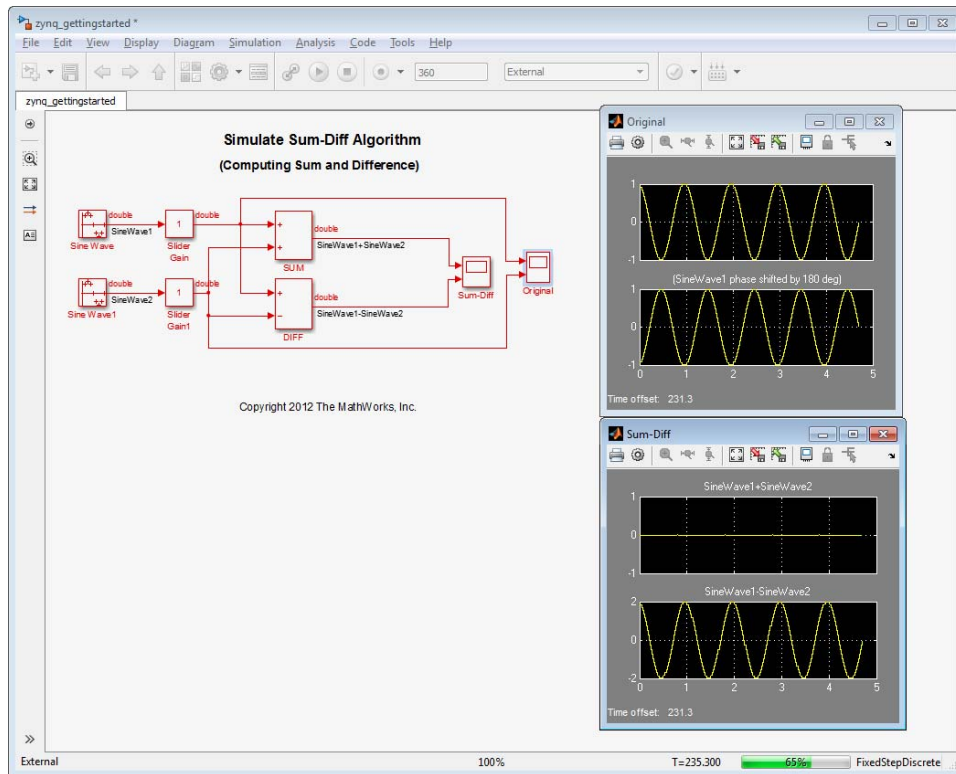 zynq_gettingstarted *
File Edit View Display Diagram Simulation Analysis Code Tools Help
360 External
zynq_gettingstarted
Simulate Sum-Diff Algorithm
(Computing Sum and Difference)
double
SineWave1
Sine Wave
1
double
Slider
Gain
+
+
SUM
double
SineWave1+SineWave2
double
SineWave2
Sine Wave1
1
double
Slider
Gain1
+
−
DIFF
double
SineWave1-SineWave2
Sum-Diff
Original
Copyright 2012 The MathWorks, Inc.
Original
1
0
-1
(SineWave1 phase shifted by 180 deg)
1
0
-1
0 1 2 3 4 5
Time offset: 231.3
Sum-Diff
SineWave1+SineWave2
1
0
-1
SineWave1-SineWave2
2
0
-2
0 1 2 3 4 5
Time offset: 231.3
External 100% T=235.300 65% FixedStepDiscrete